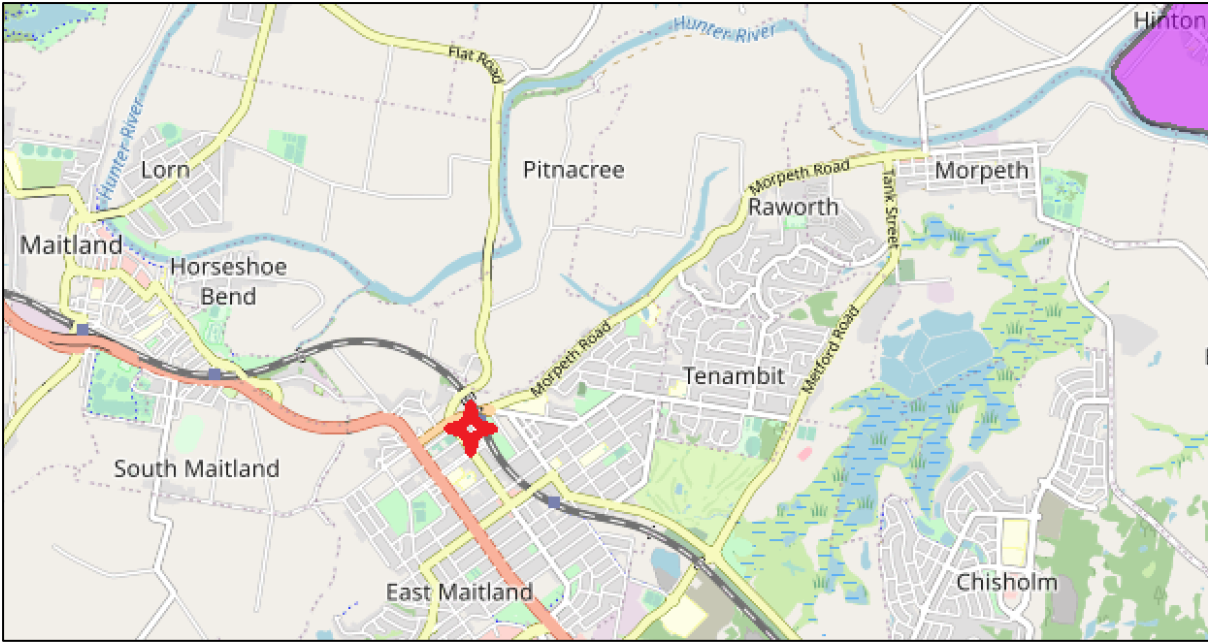 Hinton
Hunter River
Flat Road
Hunter River
Lorn
Pitnacree
Morpeth Road
Morpeth
Tank Street
Raworth
Maitland
Horseshoe
Bend
Morpeth Road
Metford Road
Tenambit
South Maitland
East Maitland
Chisholm